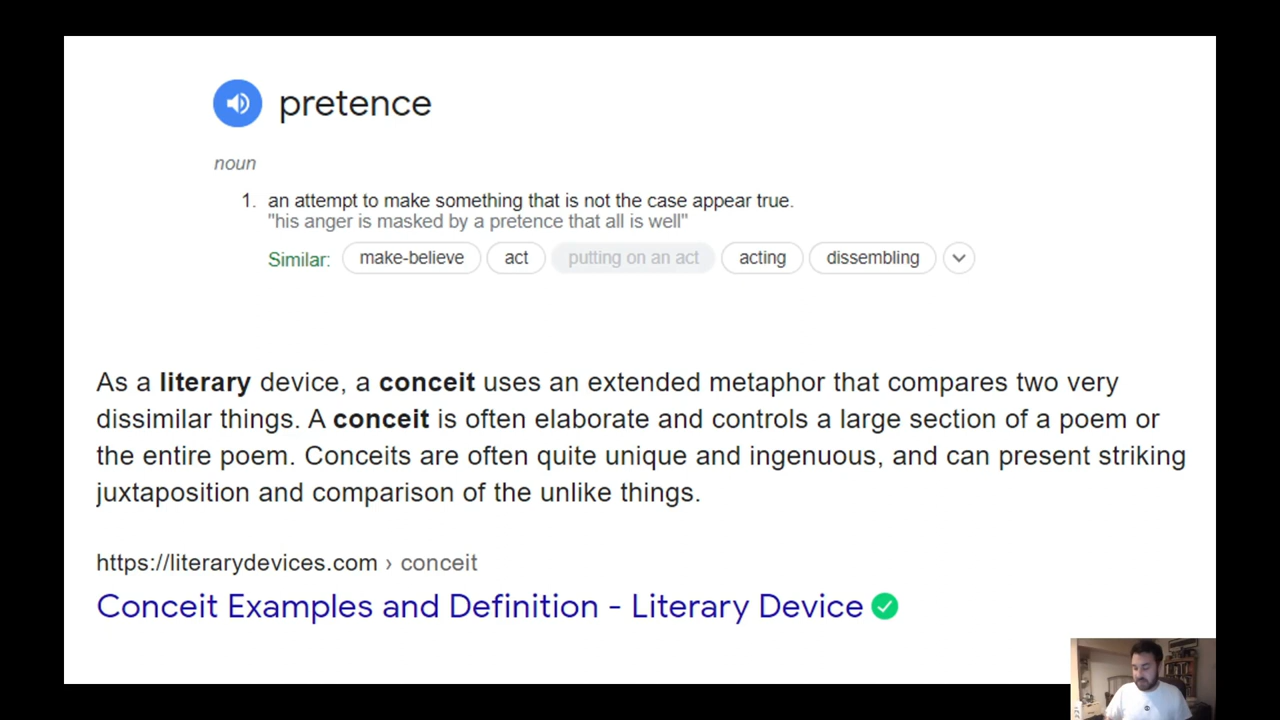 pretence
noun
1. an attempt to make something that is not the case appear true.
"his anger is masked by a pretence that all is well"
Similar: make-believe act putting on an act acting dissembling
As a literary device, a conceit uses an extended metaphor that compares two very
dissimilar things. A conceit is often elaborate and controls a large section of a poem or
the entire poem. Conceits are often quite unique and ingenuous, and can present striking
juxtaposition and comparison of the unlike things.
https://literarydevices.com › conceit
Conceit Examples and Definition - Literary Device